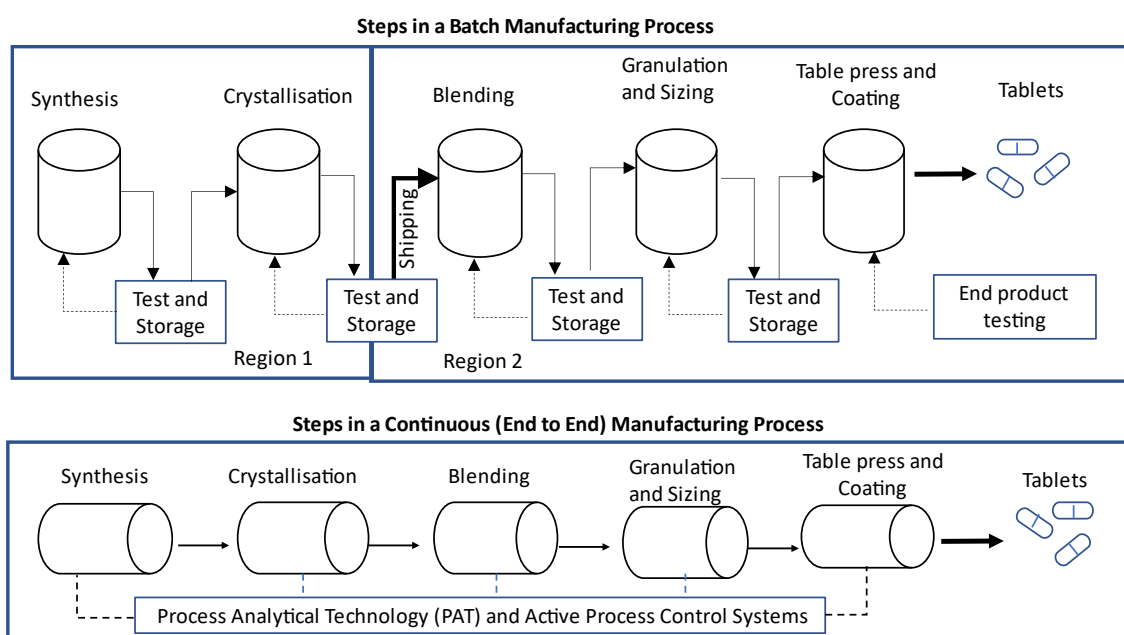 Steps in a Batch Manufacturing Process
Synthesis
Crystallisation
Blending
Granulation
and Sizing
Table press and
Coating
Tablets
Shipping
Test and
Storage
Test and
Storage
Test and
Storage
Test and
Storage
End product
testing
Region 1
Region 2
Steps in a Continuous (End to End) Manufacturing Process
Synthesis
Crystallisation
Blending
Granulation
and Sizing
Table press and
Coating
Tablets
Process Analytical Technology (PAT) and Active Process Control Systems